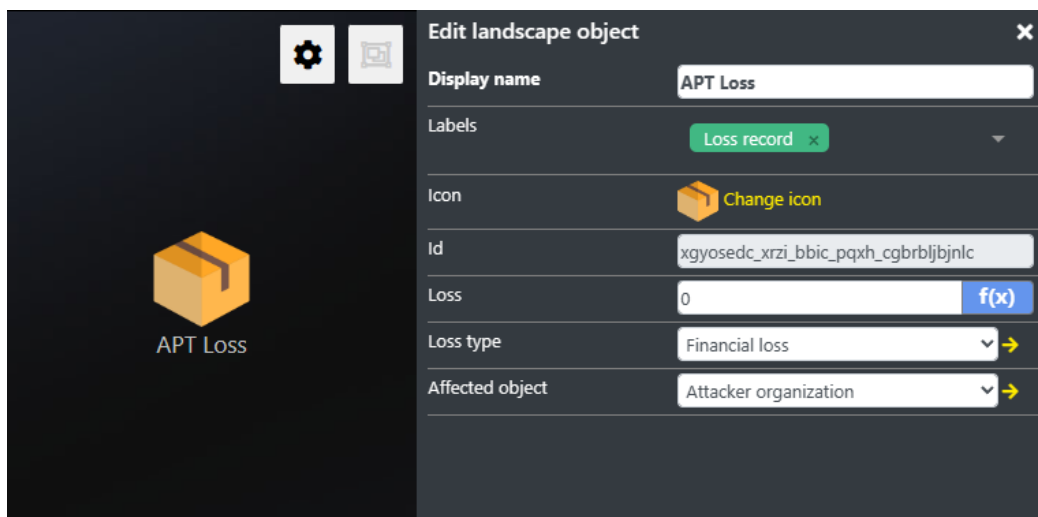 Edit landscape object
Display name APT Loss
Labels Loss record ×
Icon Change icon
Id xgyosedc_xrzi_bbic_pqxh_cgbrbljbjnlc
Loss 0 f(x)
Loss type Financial loss
Affected object Attacker organization
APT Loss